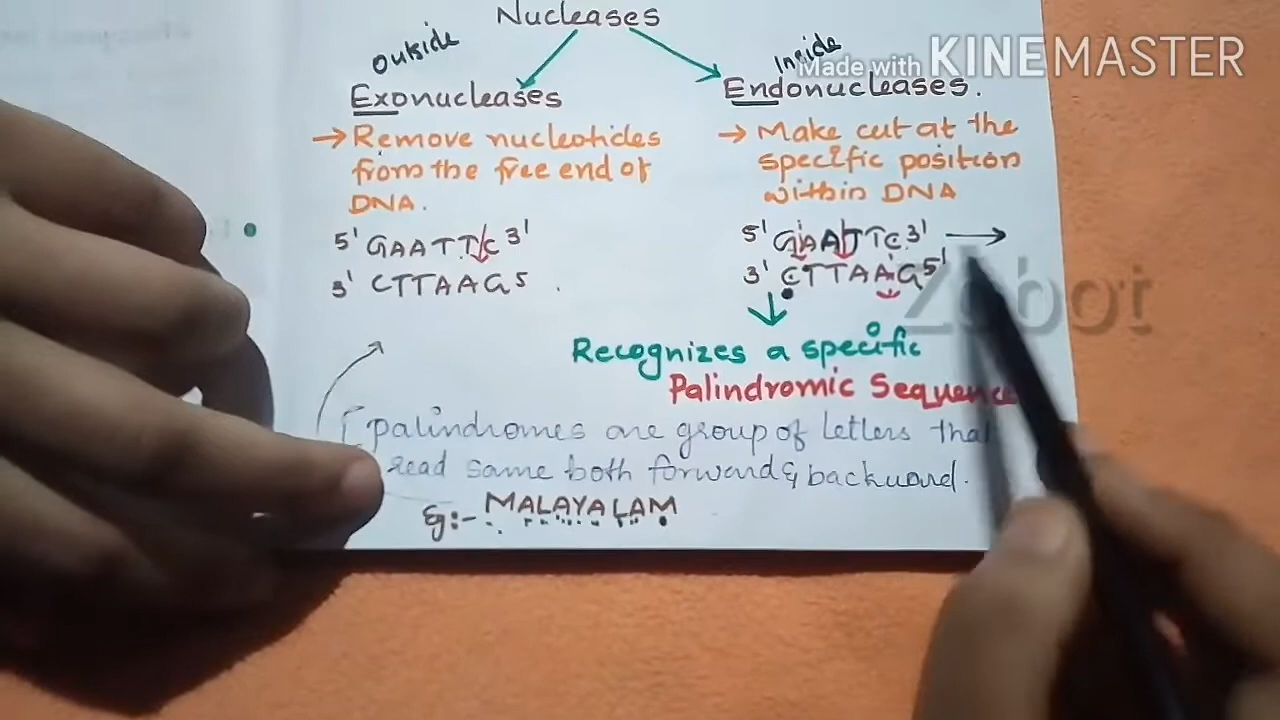 Nucleases
Outside
Inside
Made with KINEMASTER
Exonucleases
Endonucleases.
→ Remove nucleotides
from the free end of
DNA.
→ Make cut at the
specific position
within DNA
5' GAATTC 3'
3' CTTAAG 5
5' GAATTC 3' →
3' CTTAAG 5'
Zobot
Recognizes a specific
Palindromic Sequence
[palindromes are group of letters that
read same both forward & backward.
Eg:- MALAYALAM